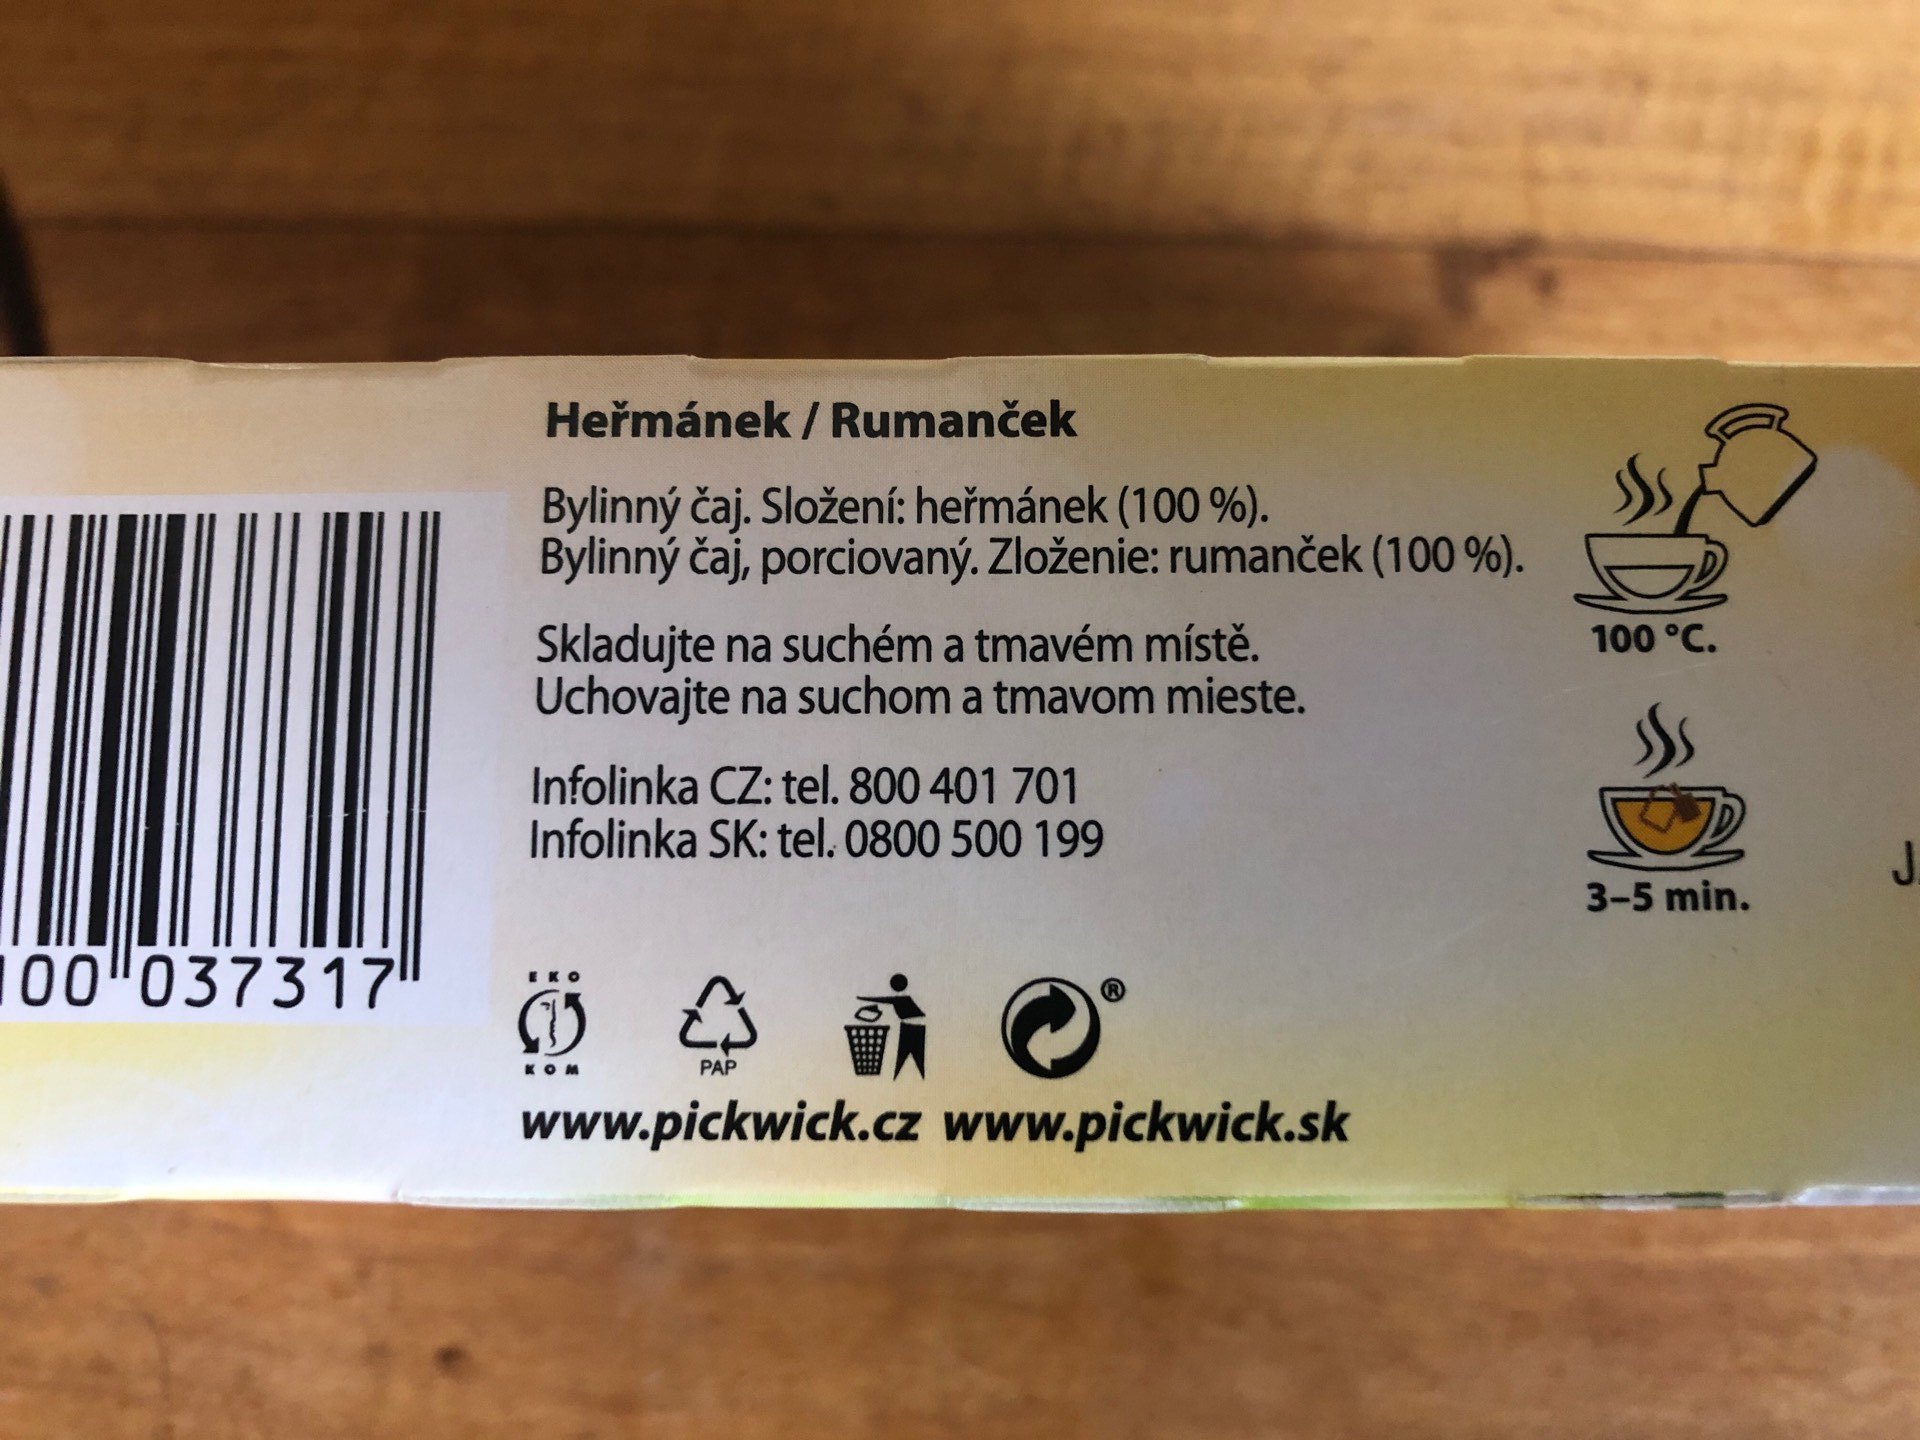 Heřmánek / Rumanček
Bylinný čaj. Složení: heřmánek (100 %).
Bylinný čaj, porciovaný. Zloženie: rumanček (100 %).
Skladujte na suchém a tmavém místě.
Uchovajte na suchom a tmavom mieste.
Infolinka CZ: tel. 800 401 701
Infolinka SK: tel. 0800 500 199
100 °C.
3–5 min.
00 037317
EKO
KOM
PAP
®
www.pickwick.cz www.pickwick.sk